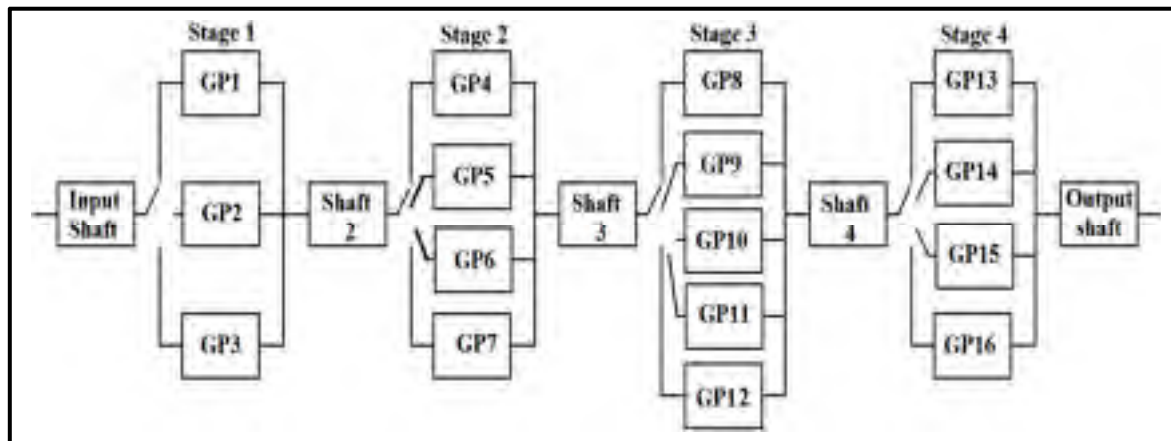 Stage 1
Stage 2
Stage 3
Stage 4
GP1
GP4
GP8
GP13
GP5
GP9
GP14
Input
Shaft
GP2
Shaft
2
Shaft
3
GP10
Shaft
4
Output
shaft
GP6
GP15
GP11
GP3
GP7
GP16
GP12